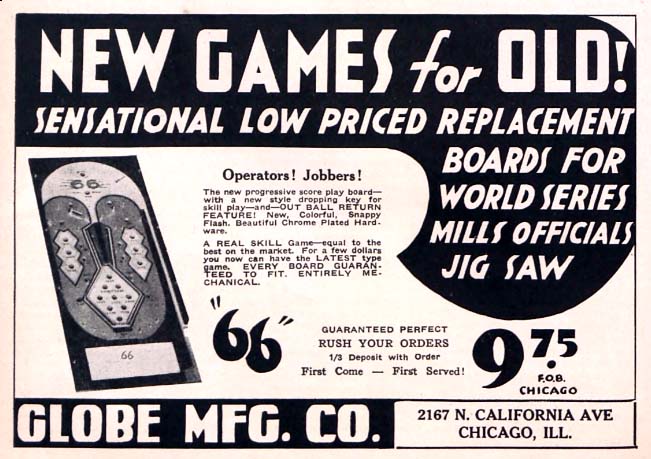 NEW GAMES for OLD!
SENSATIONAL LOW PRICED REPLACEMENT
BOARDS FOR
WORLD SERIES
MILLS OFFICIALS
JIG SAW
66
66
Operators! Jobbers!
The new progressive score play board—
with a new style dropping key for
skill play—and—OUT BALL RETURN
FEATURE! New, Colorful, Snappy
Flash. Beautiful Chrome Plated Hard-
ware.
A REAL SKILL Game—equal to the
best on the market. For a few dollars
you now can have the LATEST type
game. EVERY BOARD GUARAN-
TEED TO FIT. ENTIRELY ME-
CHANICAL.
"66"
GUARANTEED PERFECT
RUSH YOUR ORDERS
1/3 Deposit with Order
First Come — First Served!
9.75
F.O.B.
CHICAGO
GLOBE MFG. CO.
2167 N. CALIFORNIA AVE
CHICAGO, ILL.